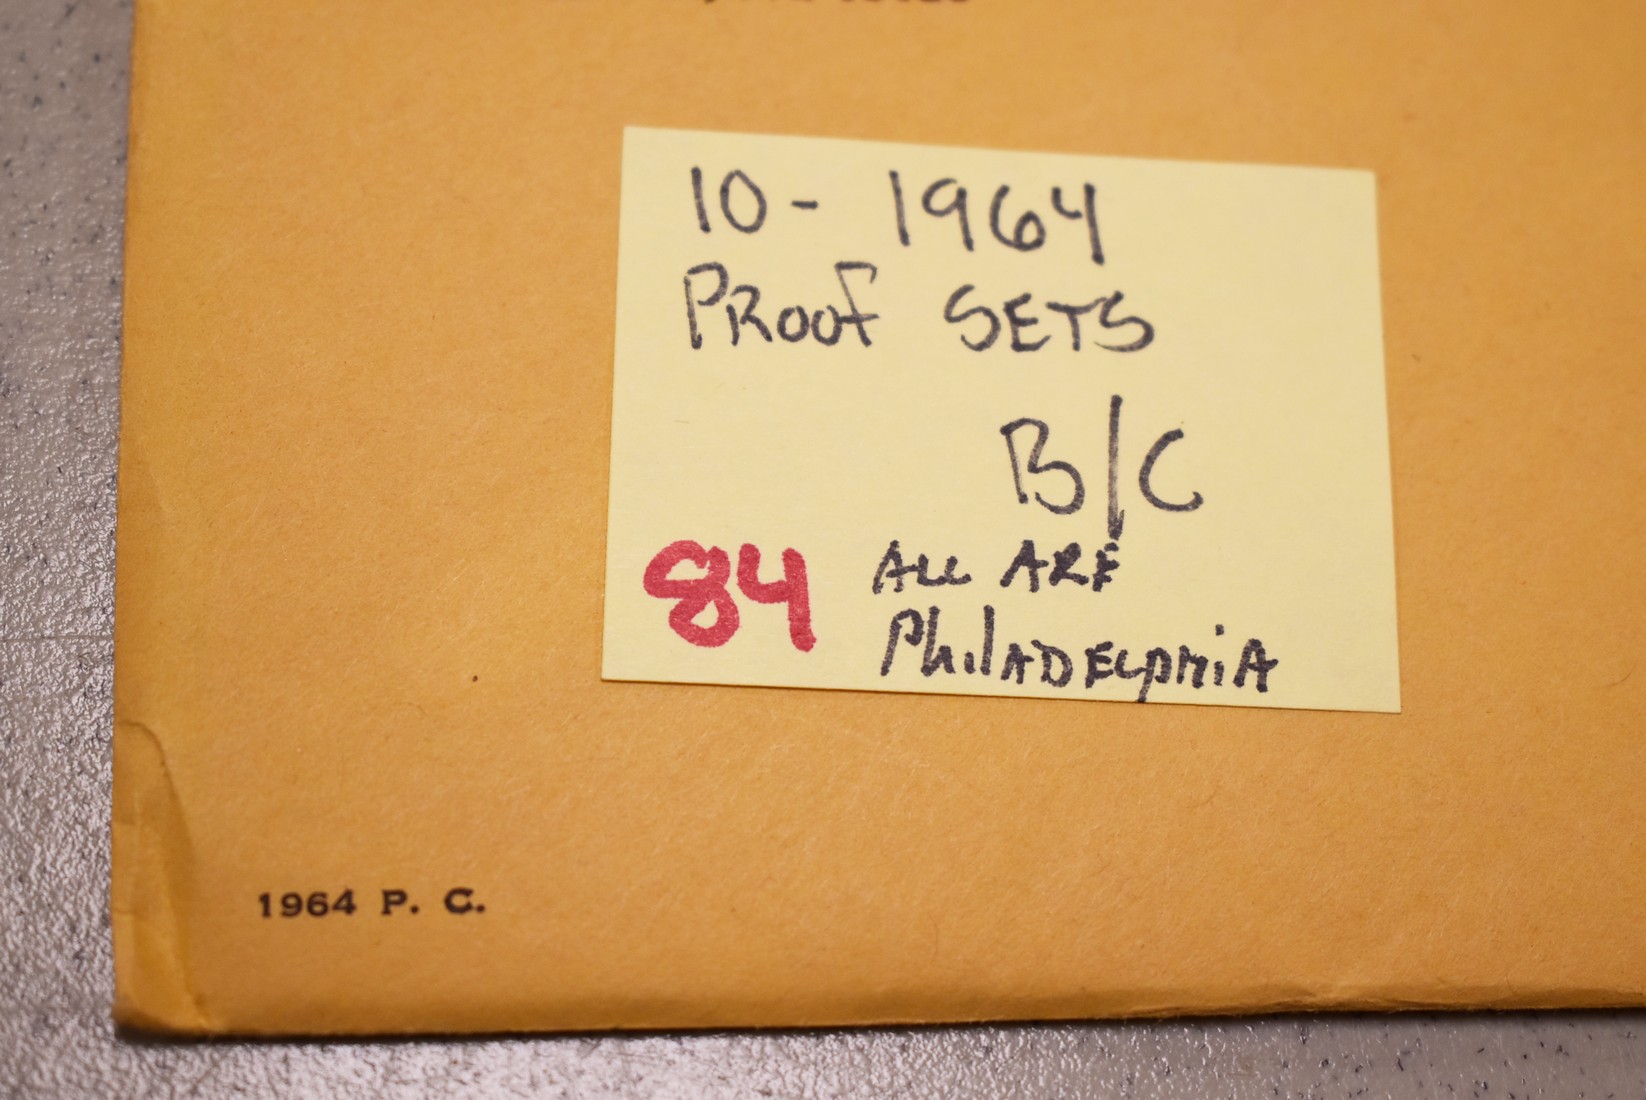 10 - 1964
PROOF SETS
B/C
84 ALL ARE
PhilADELPHiA
1964 P. C.